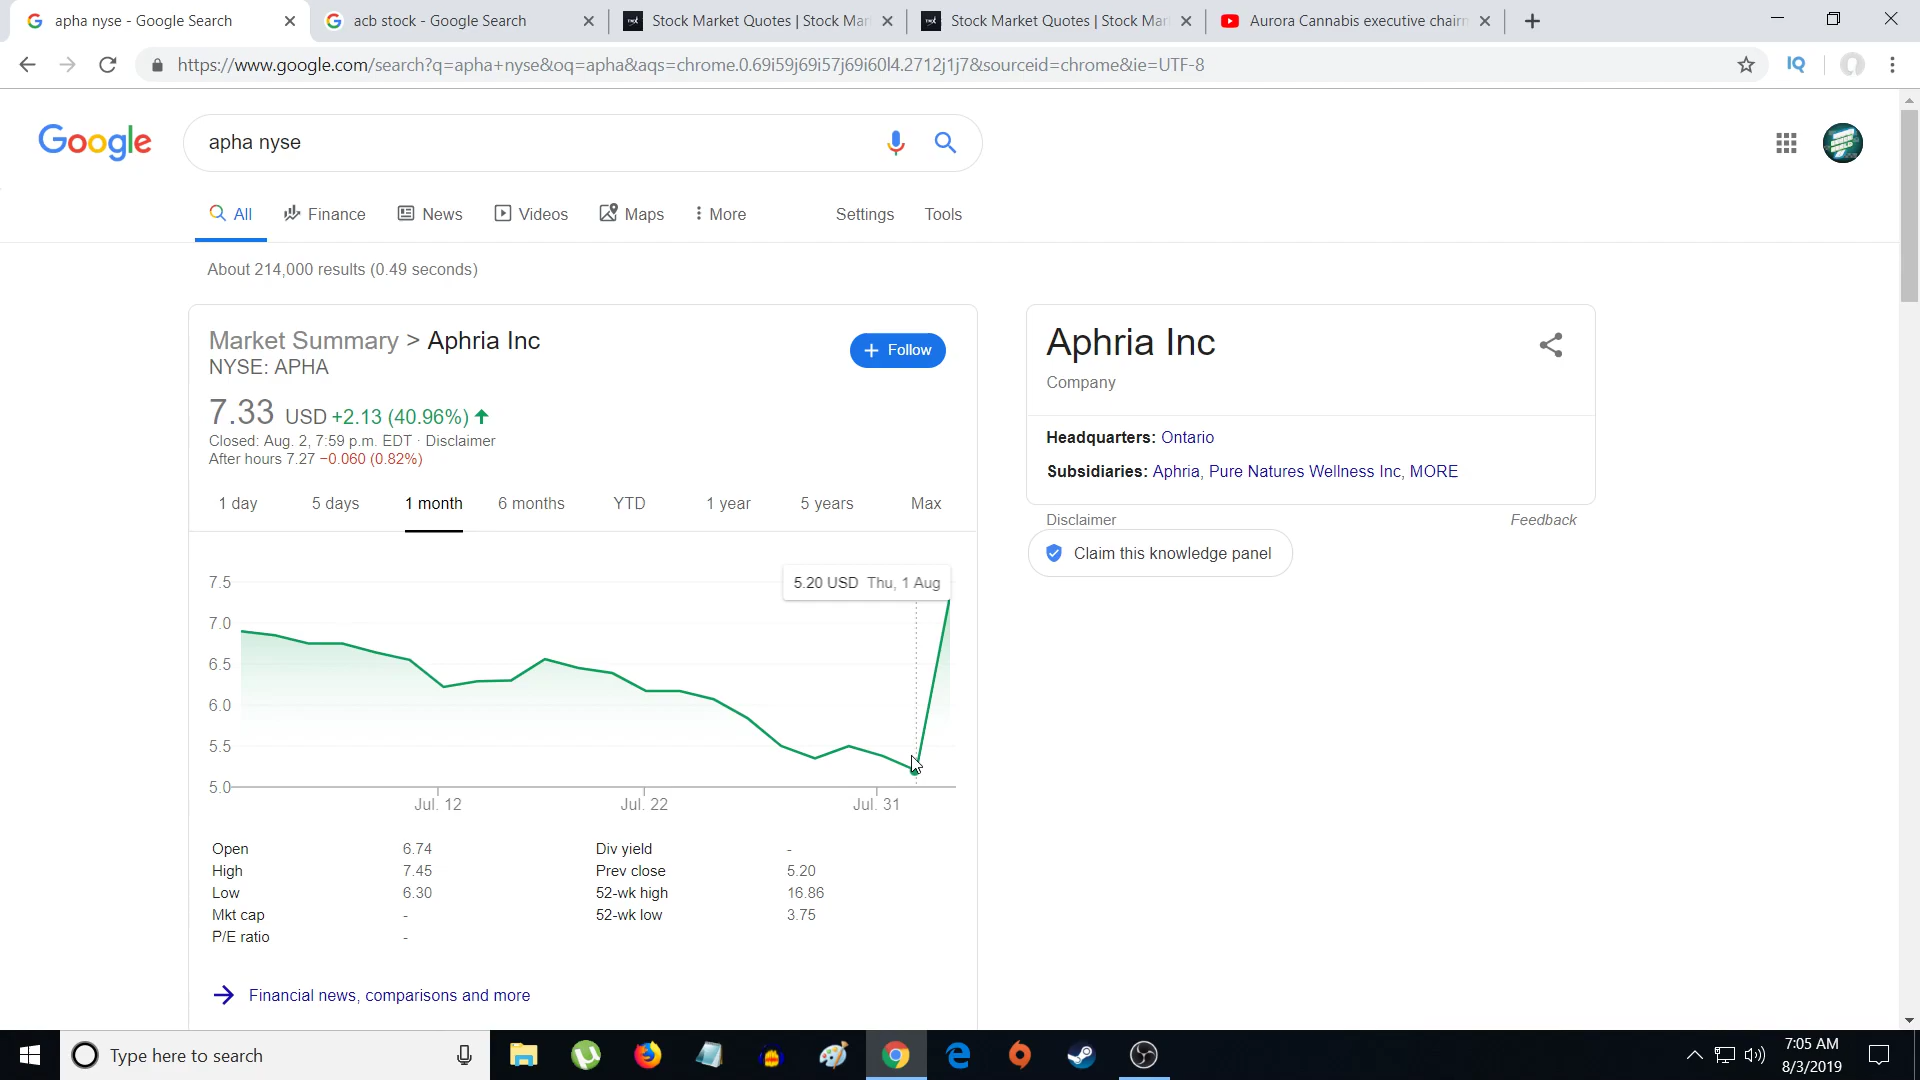 apha nyse - Google Search
acb stock - Google Search
Stock Market Quotes | Stock Mar
Stock Market Quotes | Stock Mar
Aurora Cannabis executive chairm
https://www.google.com/search?q=apha+nyse&oq=apha&aqs=chrome.0.69i59j69i57j69i60l4.2712j1j7&sourceid=chrome&ie=UTF-8
IQ
Google
apha nyse
All
Finance
News
Videos
Maps
More
Settings
Tools
About 214,000 results (0.49 seconds)
Market Summary > Aphria Inc
NYSE: APHA
Follow
7.33 USD +2.13 (40.96%)
Closed: Aug. 2, 7:59 p.m. EDT · Disclaimer
After hours 7.27 −0.060 (0.82%)
1 day
5 days
1 month
6 months
YTD
1 year
5 years
Max
5.20 USD Thu, 1 Aug
7.5
7.0
6.5
6.0
5.5
5.0
Jul. 12
Jul. 22
Jul. 31
Open 6.74
High 7.45
Low 6.30
Mkt cap -
P/E ratio -
Div yield -
Prev close 5.20
52-wk high 16.86
52-wk low 3.75
Financial news, comparisons and more
Aphria Inc
Company
Headquarters: Ontario
Subsidiaries: Aphria, Pure Natures Wellness Inc, MORE
Disclaimer
Feedback
Claim this knowledge panel
Type here to search
7:05 AM
8/3/2019